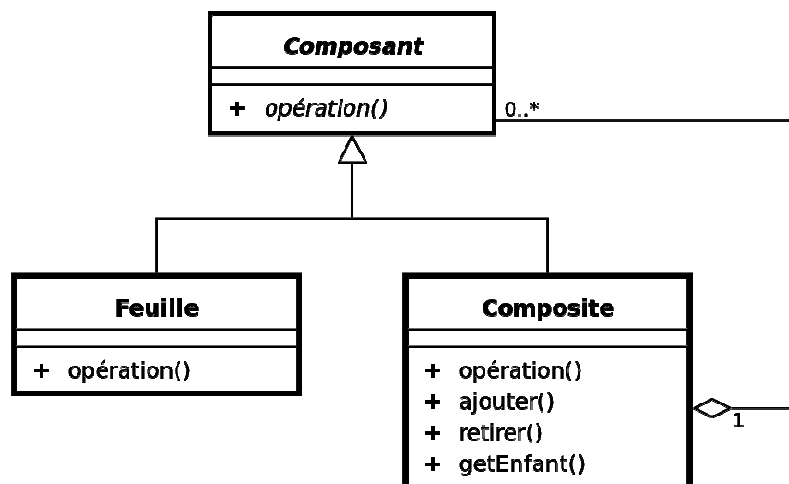 Composant
+ opération()
0..*
Feuille
+ opération()
Composite
+ opération()
+ ajouter()
+ retirer()
+ getEnfant()
1